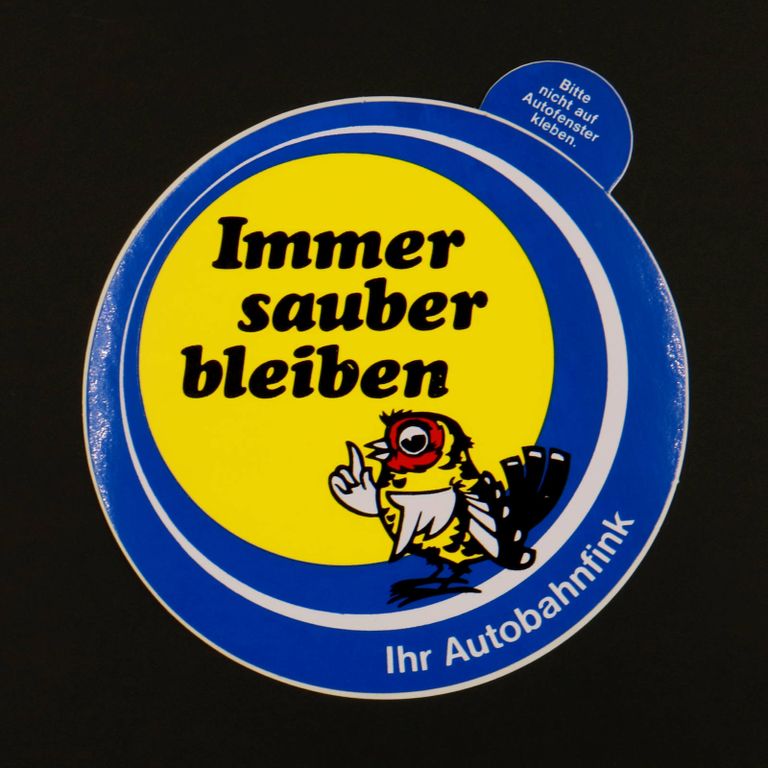 Bitte
nicht auf
Autofenster
kleben.
Immer
sauber
bleiben
Ihr Autobahnfink